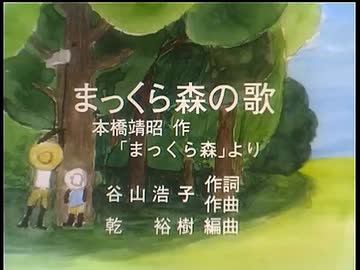 まっくら森の歌
本橋靖昭 作
「まっくら森」より
谷山浩子 作詞
作曲
乾 裕樹 編曲